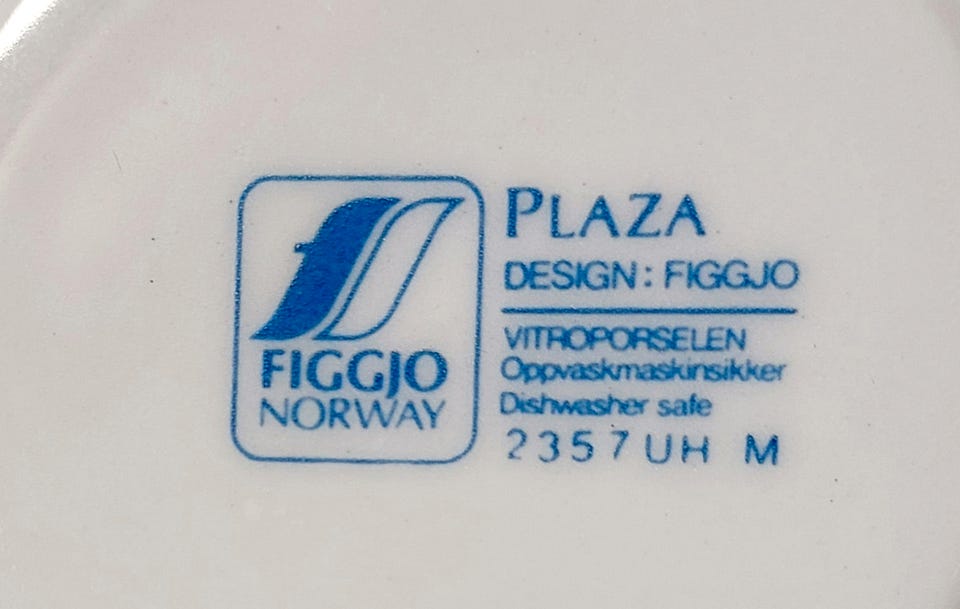 FIGGJO
NORWAY
PLAZA
DESIGN: FIGGJO
VITROPORSELEN
Oppvaskmaskinsikker
Dishwasher safe
2357UH M